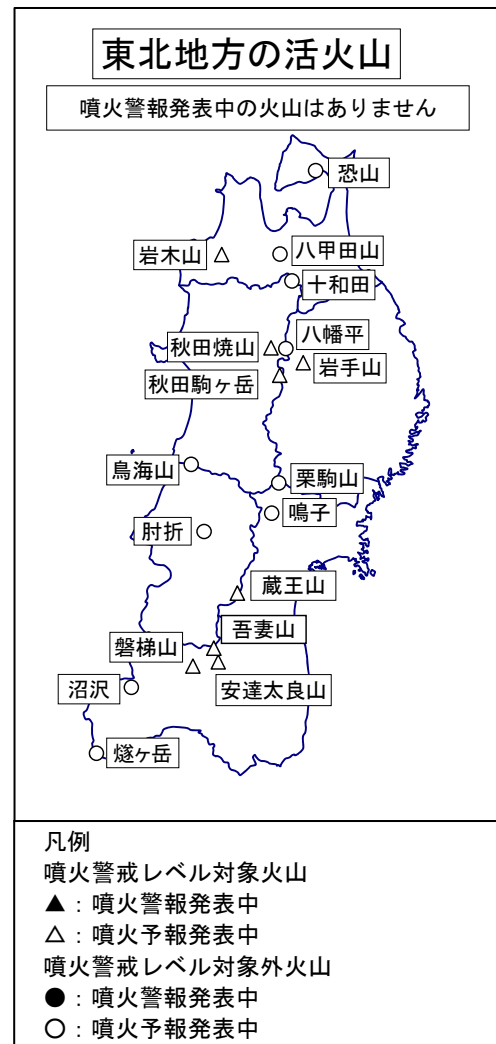 東北地方の活火山
噴火警報発表中の火山はありません
恐山
岩木山
八甲田山
十和田
八幡平
秋田焼山
岩手山
秋田駒ヶ岳
鳥海山
栗駒山
鳴子
肘折
蔵王山
吾妻山
磐梯山
安達太良山
沼沢
燧ヶ岳
凡例
噴火警戒レベル対象火山
▲：噴火警報発表中
△：噴火予報発表中
噴火警戒レベル対象外火山
●：噴火警報発表中
○：噴火予報発表中